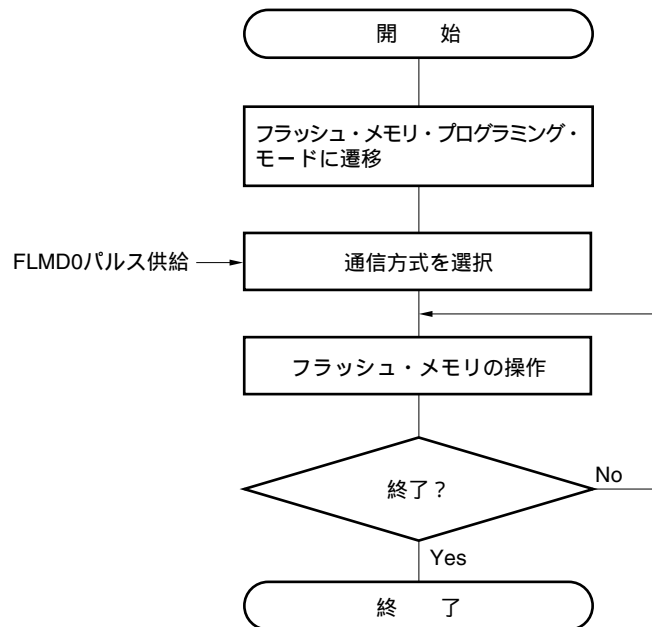 開　始
フラッシュ・メモリ・プログラミング・
モードに遷移
FLMD0パルス供給
通信方式を選択
フラッシュ・メモリの操作
終了？
No
Yes
終　了